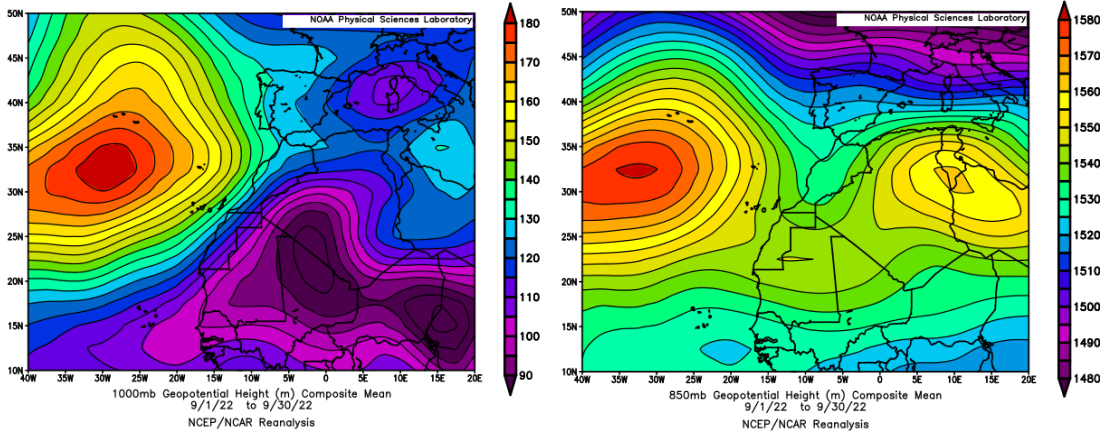 NOAA Physical Sciences Laboratory
50N
45N
40N
35N
30N
25N
20N
15N
10N
40W 35W 30W 25W 20W 15W 10W 5W 0 5E 10E 15E 20E
180
170
160
150
140
130
120
110
100
90
1000mb Geopotential Height (m) Composite Mean
9/1/22 to 9/30/22
NCEP/NCAR Reanalysis
NOAA Physical Sciences Laboratory
50N
45N
40N
35N
30N
25N
20N
15N
10N
40W 35W 30W 25W 20W 15W 10W 5W 0 5E 10E 15E 20E
1580
1570
1560
1550
1540
1530
1520
1510
1500
1490
1480
850mb Geopotential Height (m) Composite Mean
9/1/22 to 9/30/22
NCEP/NCAR Reanalysis